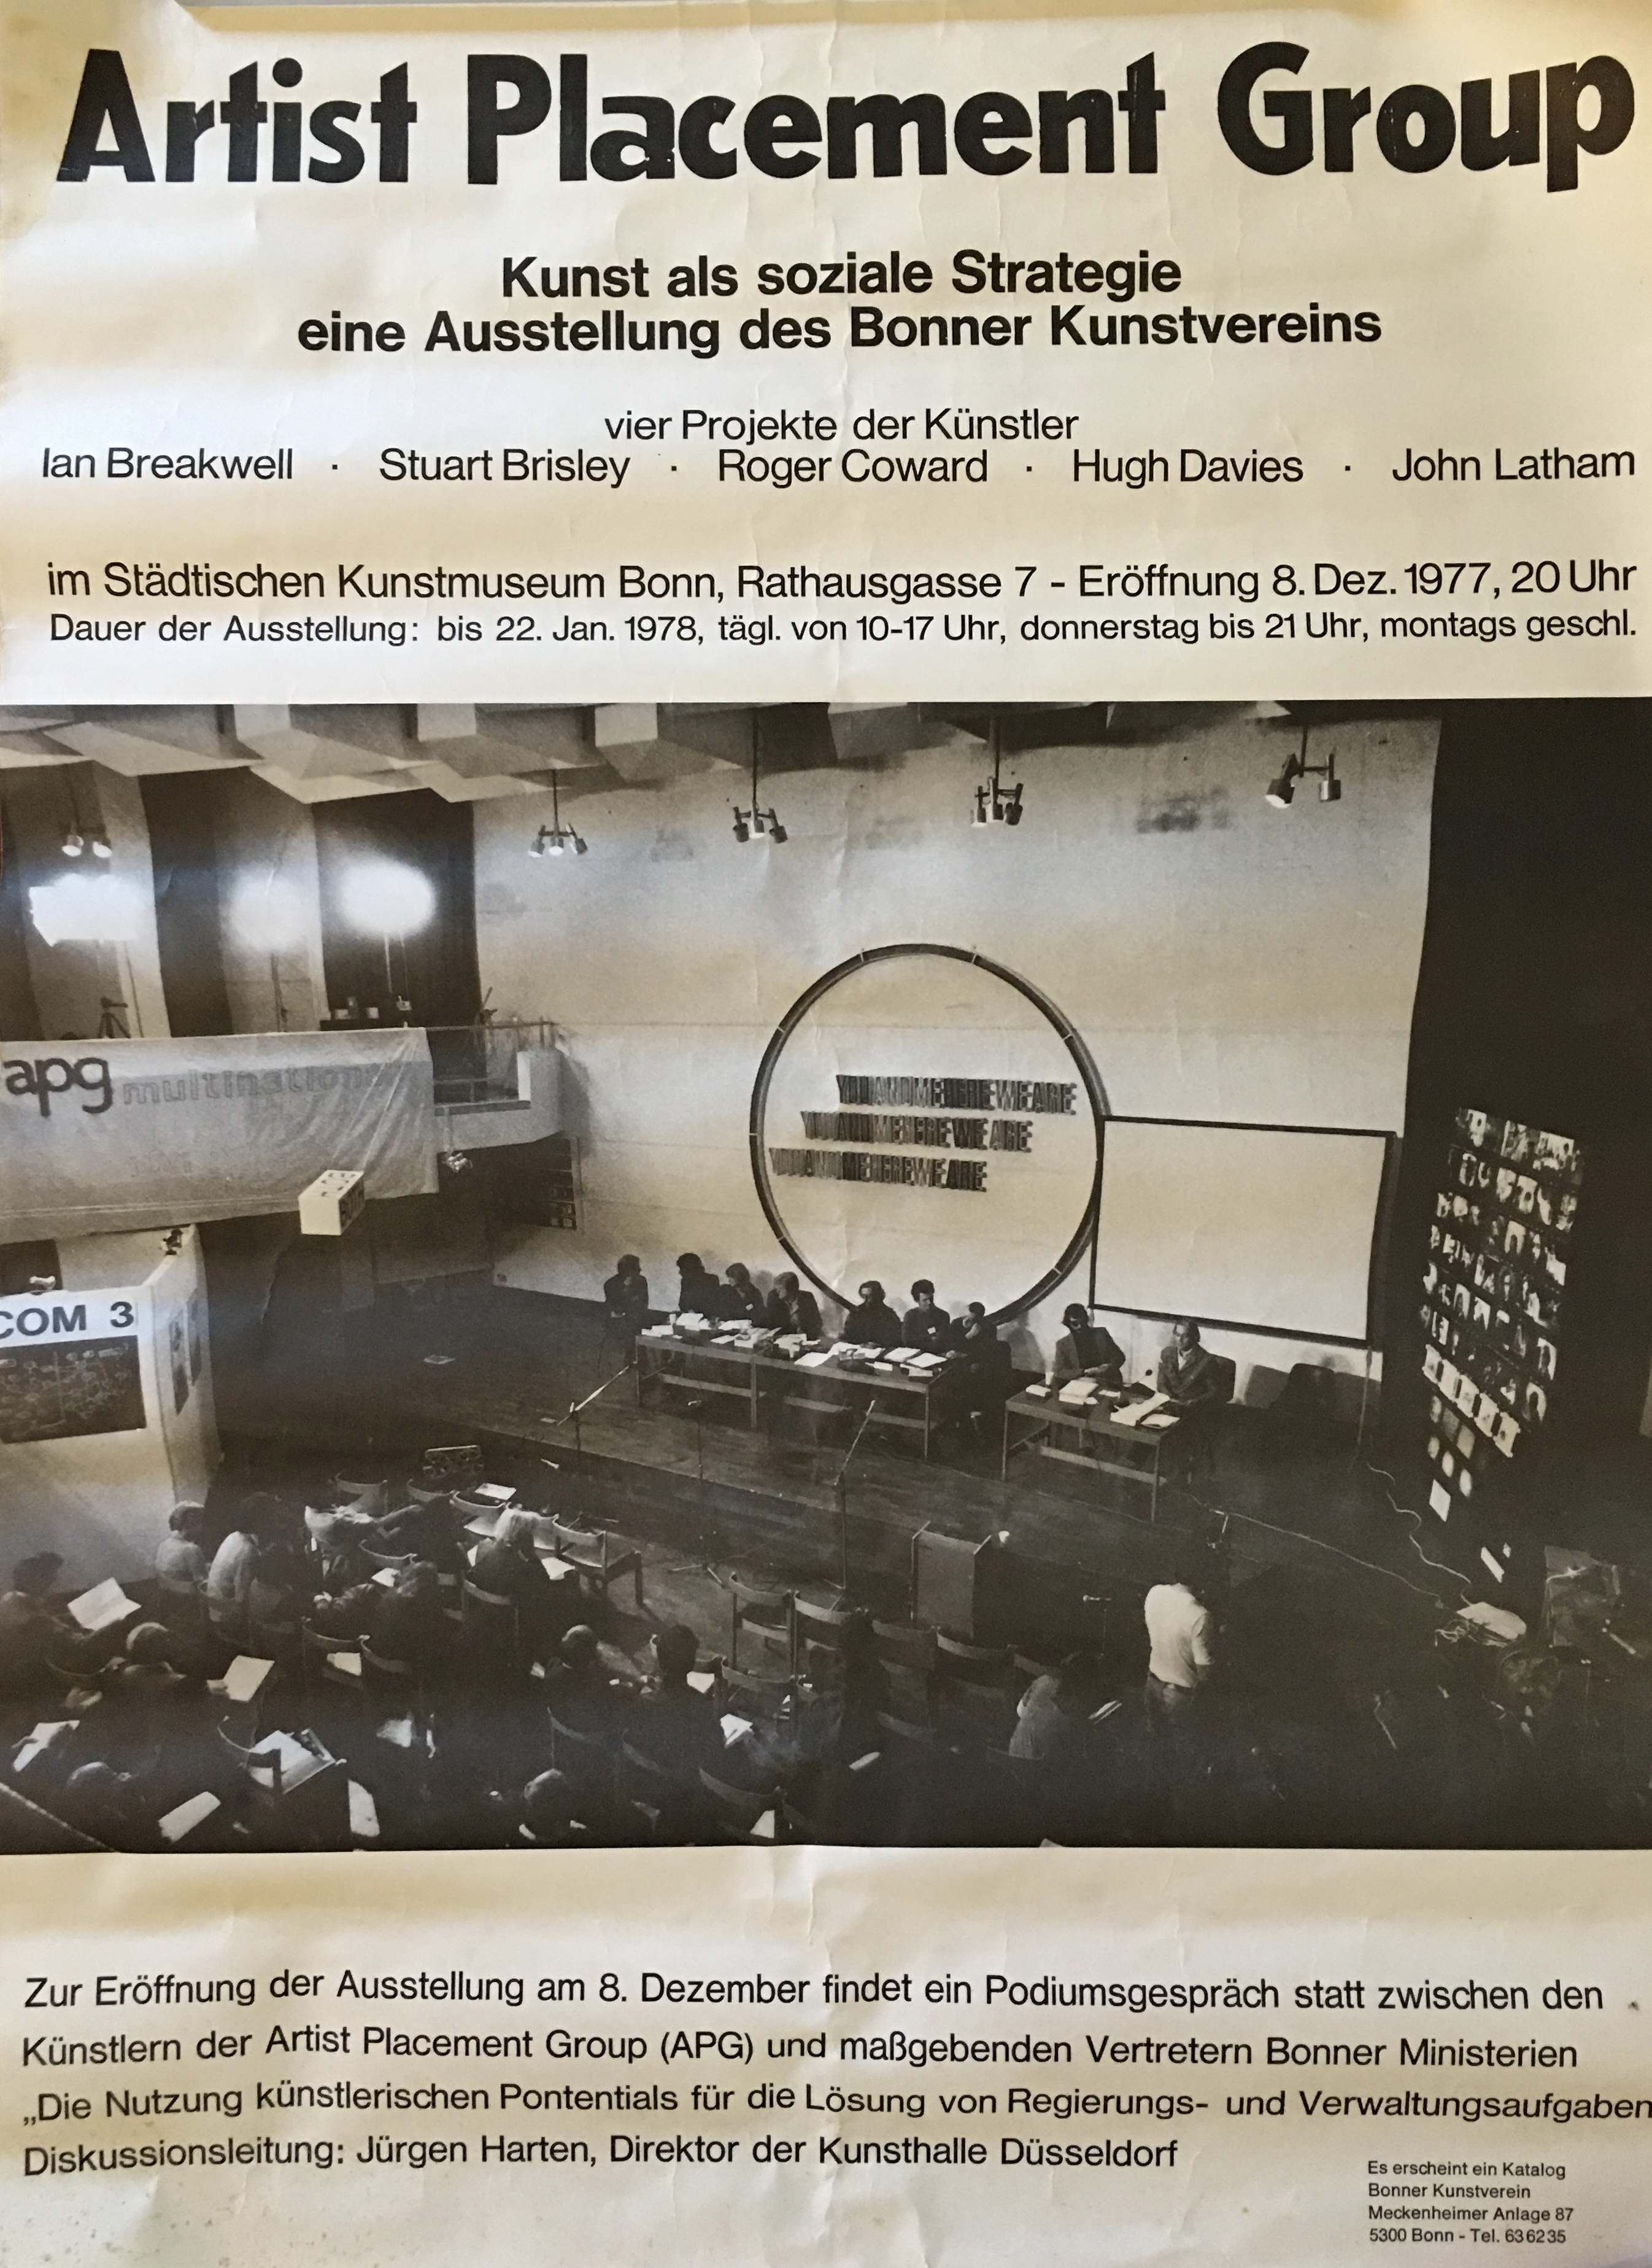 Artist Placement Group
Kunst als soziale Strategie
eine Ausstellung des Bonner Kunstvereins
vier Projekte der Künstler
Ian Breakwell · Stuart Brisley · Roger Coward · Hugh Davies · John Latham
im Städtischen Kunstmuseum Bonn, Rathausgasse 7 - Eröffnung 8. Dez. 1977, 20 Uhr
Dauer der Ausstellung: bis 22. Jan. 1978, tägl. von 10-17 Uhr, donnerstag bis 21 Uhr, montags geschl.
apg multinational
YOUANDMEHEREWEARE
YOUANDMEHEREWEARE
YOUANDMEHEREWEARE
COM 3
Zur Eröffnung der Ausstellung am 8. Dezember findet ein Podiumsgespräch statt zwischen den
Künstlern der Artist Placement Group (APG) und maßgebenden Vertretern Bonner Ministerien
„Die Nutzung künstlerischen Pontentials für die Lösung von Regierungs- und Verwaltungsaufgaben
Diskussionsleitung: Jürgen Harten, Direktor der Kunsthalle Düsseldorf
Es erscheint ein Katalog
Bonner Kunstverein
Meckenheimer Anlage 87
5300 Bonn - Tel. 636235